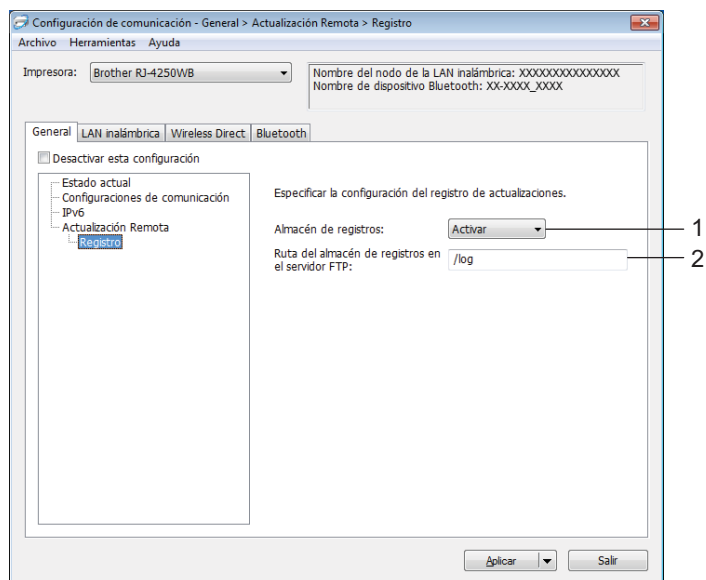 Configuración de comunicación - General > Actualización Remota > Registro
Archivo Herramientas Ayuda
Impresora: Brother RJ-4250WB
Nombre del nodo de la LAN inalámbrica: XXXXXXXXXXXXXXX
Nombre de dispositivo Bluetooth: XX-XXXX_XXXX
General LAN inalámbrica Wireless Direct Bluetooth
Desactivar esta configuración
Estado actual
Configuraciones de comunicación
IPv6
Actualización Remota
Registro
Especificar la configuración del registro de actualizaciones.
Almacén de registros: Activar 1
Ruta del almacén de registros en
el servidor FTP: /log 2
Aplicar Salir